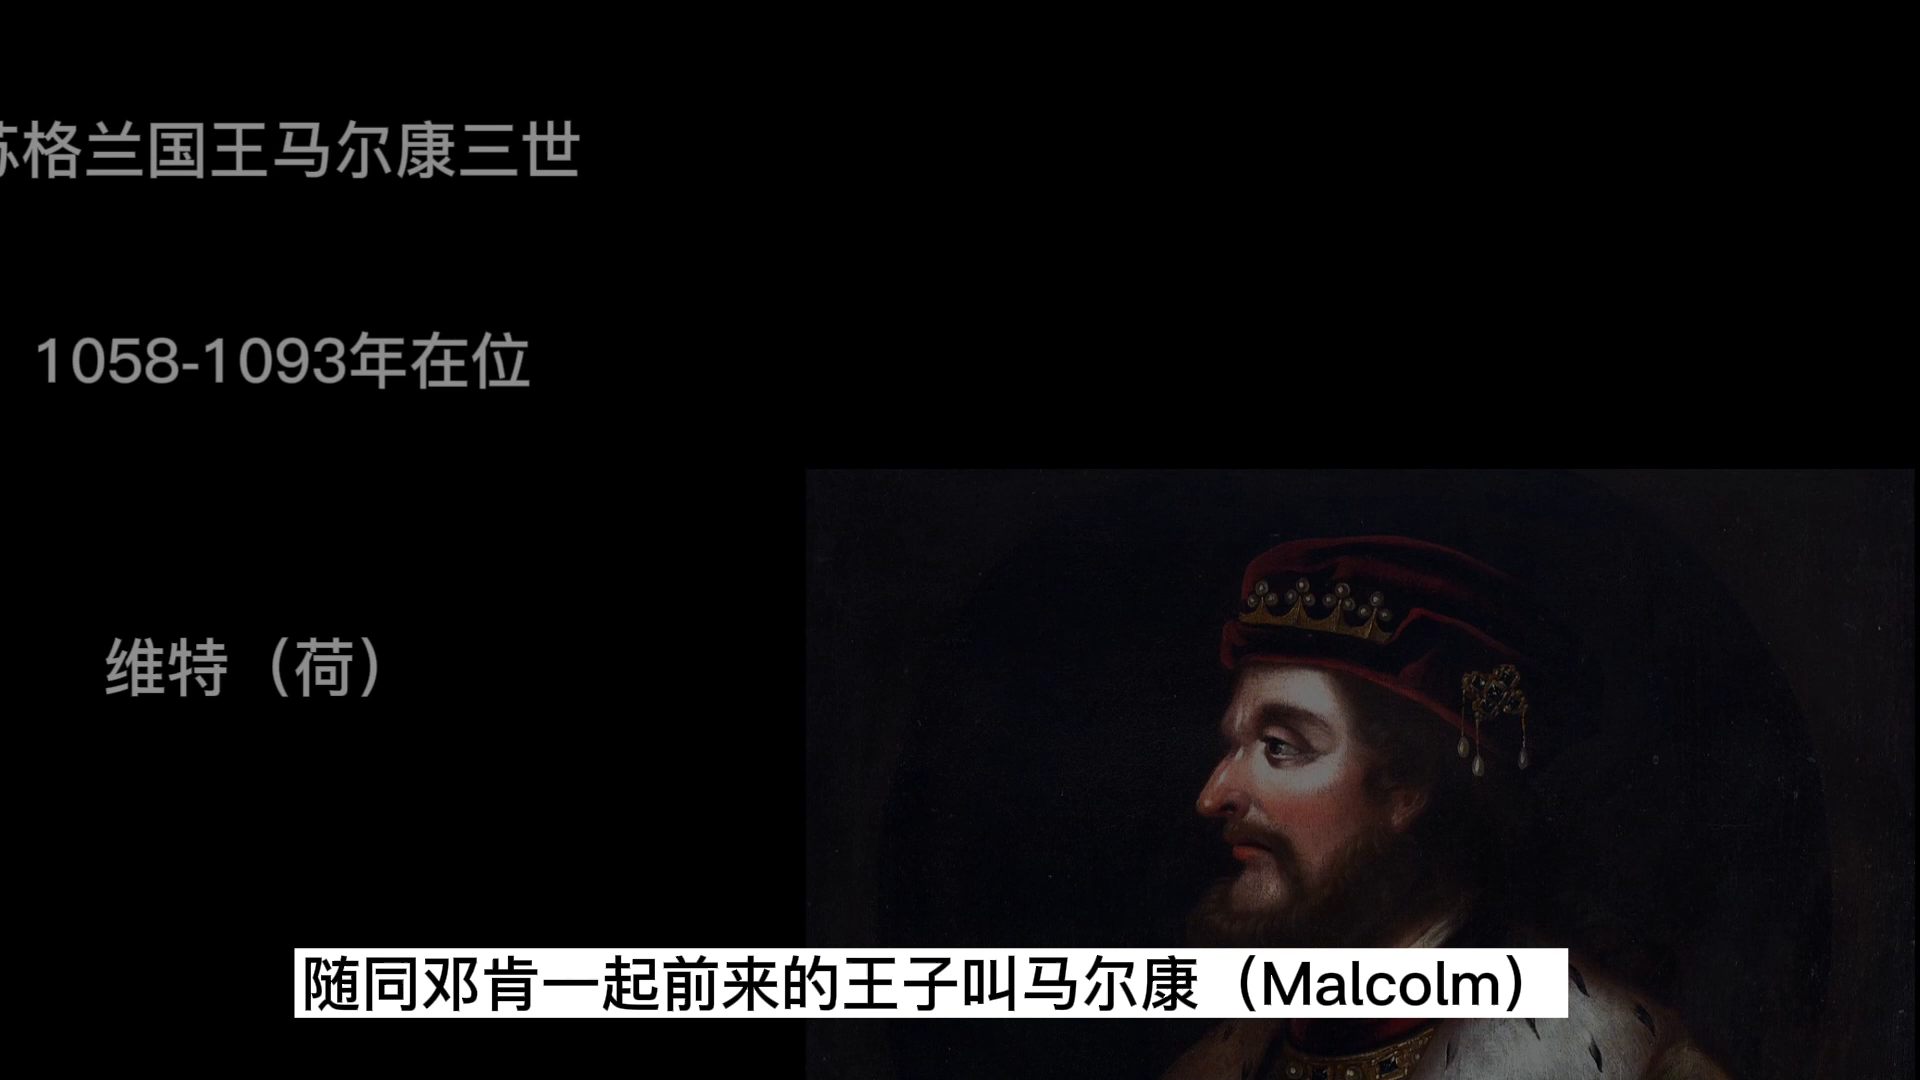 苏格兰国王马尔康三世
1058-1093年在位
维特（荷）
随同邓肯一起前来的王子叫马尔康（Malcolm）